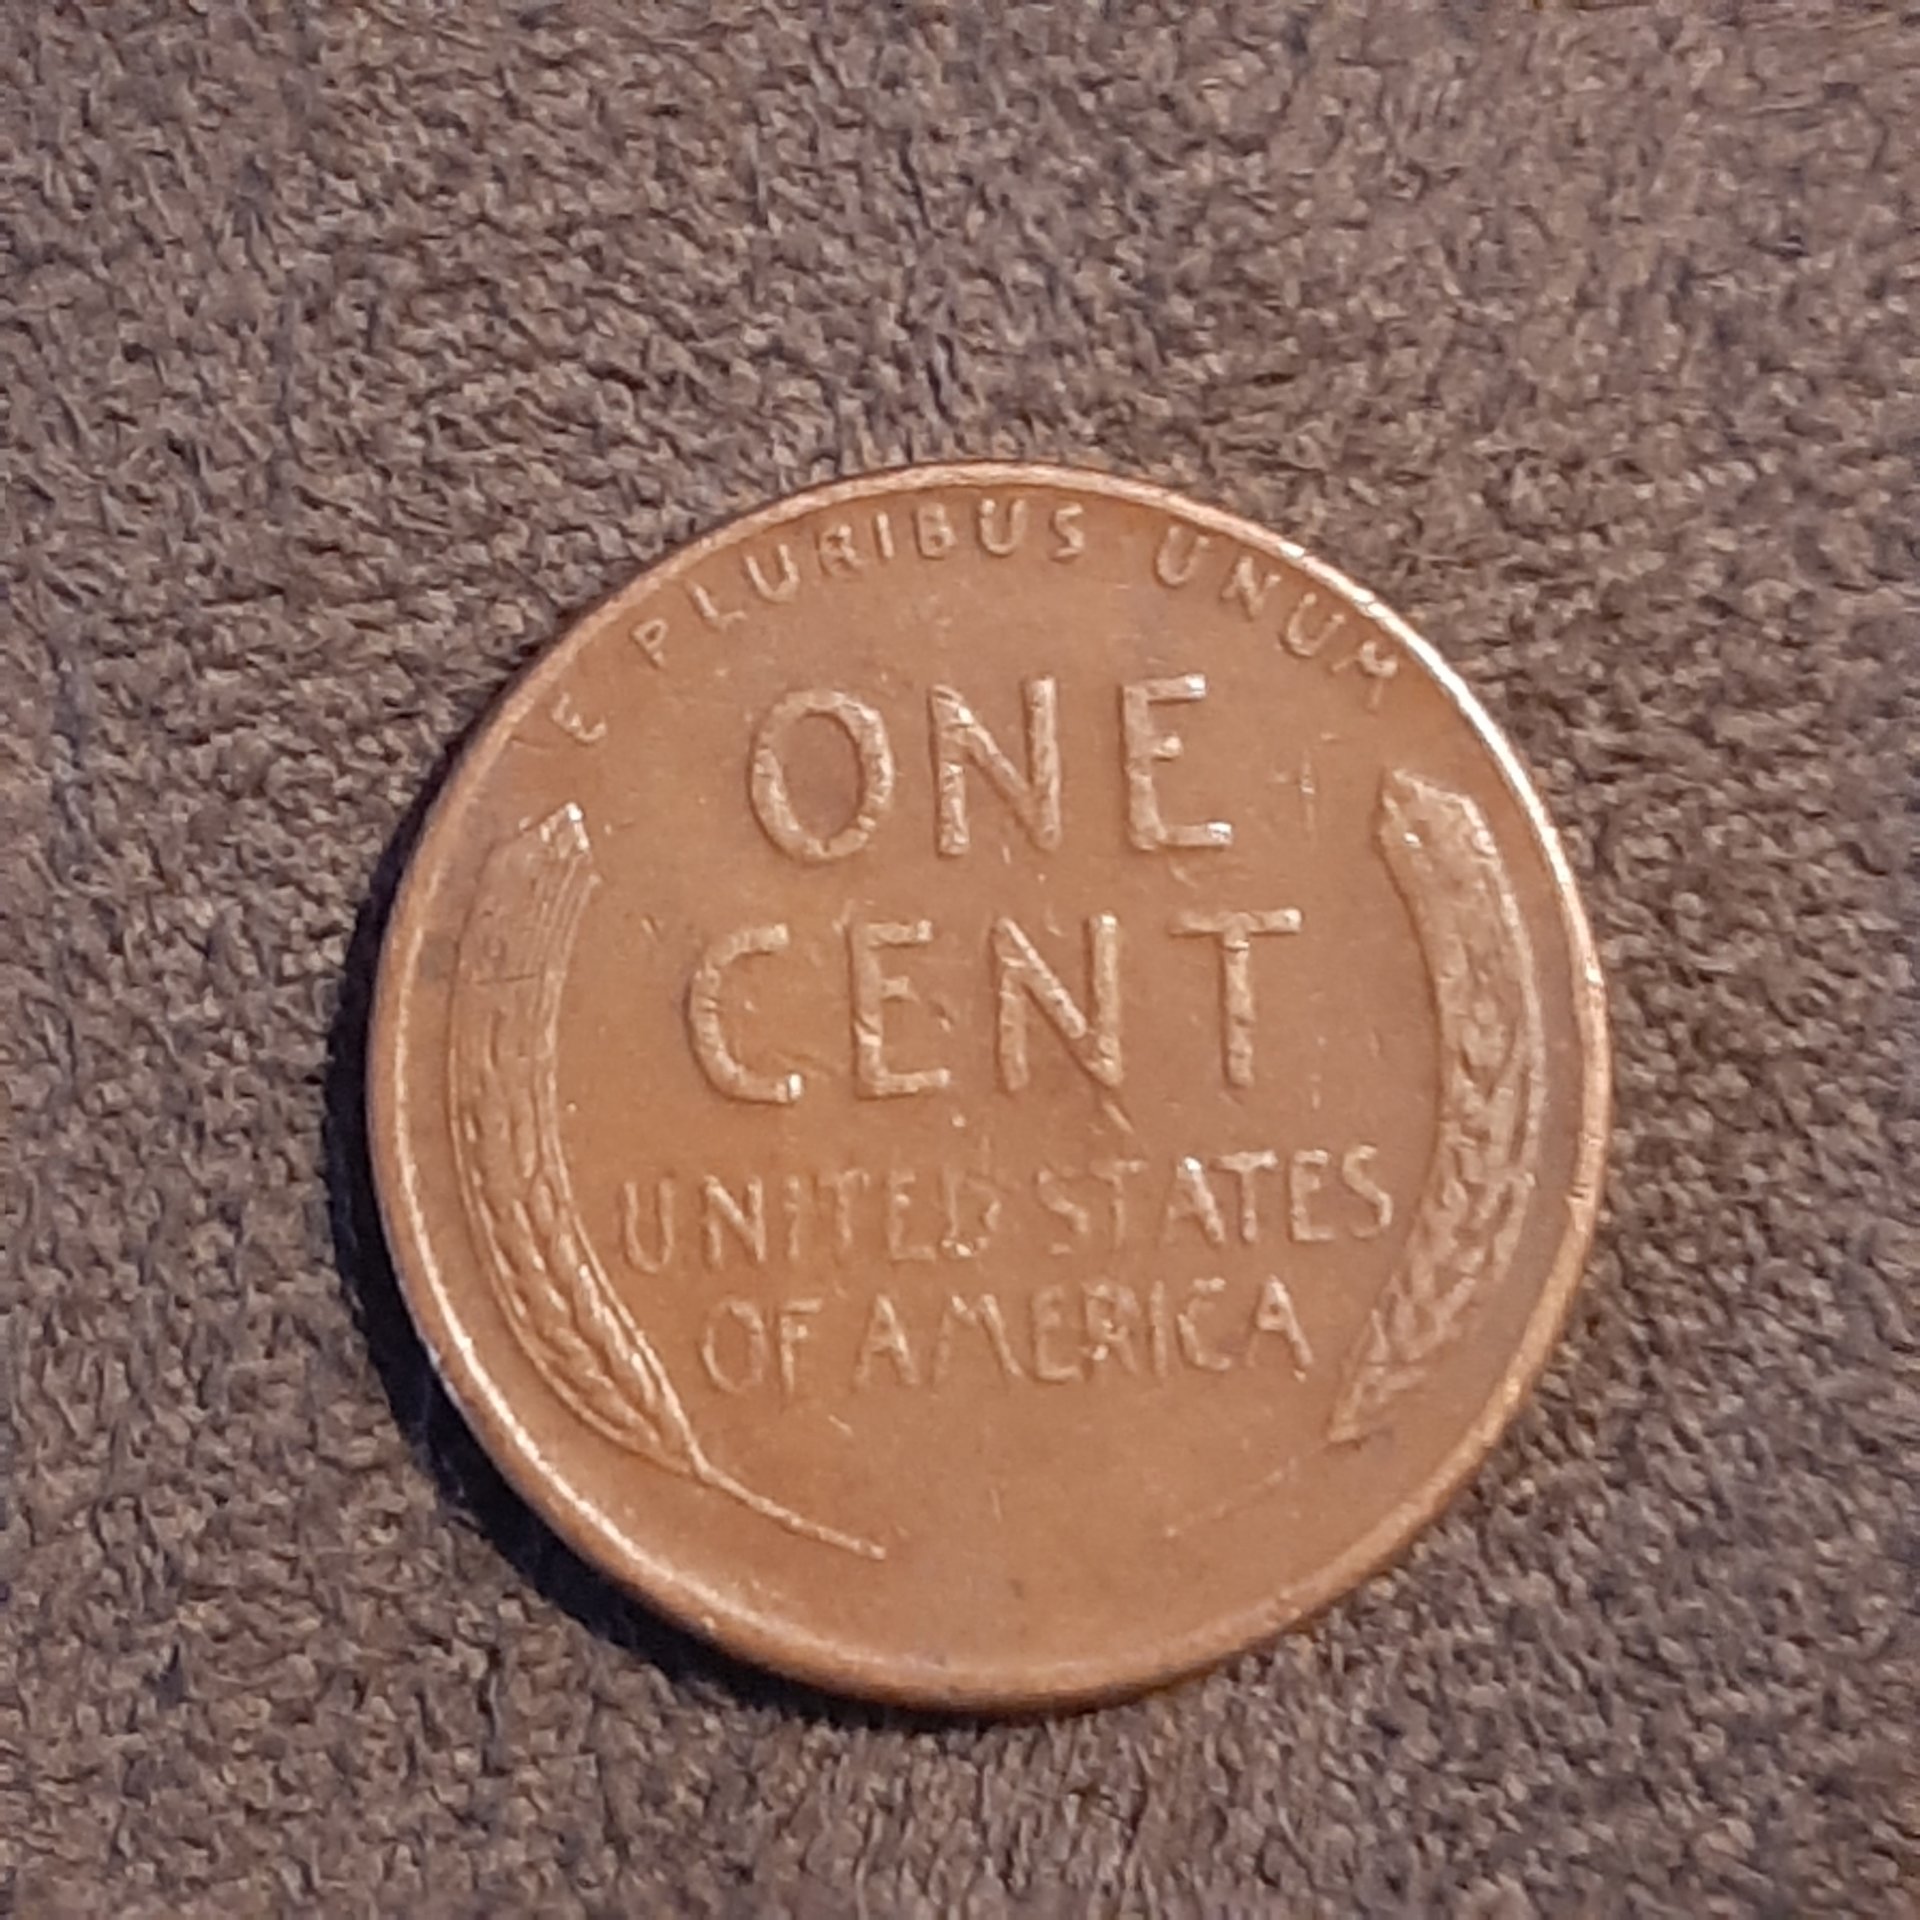 E PLURIBUS UNUM
ONE
CENT
UNITED STATES
OF AMERICA